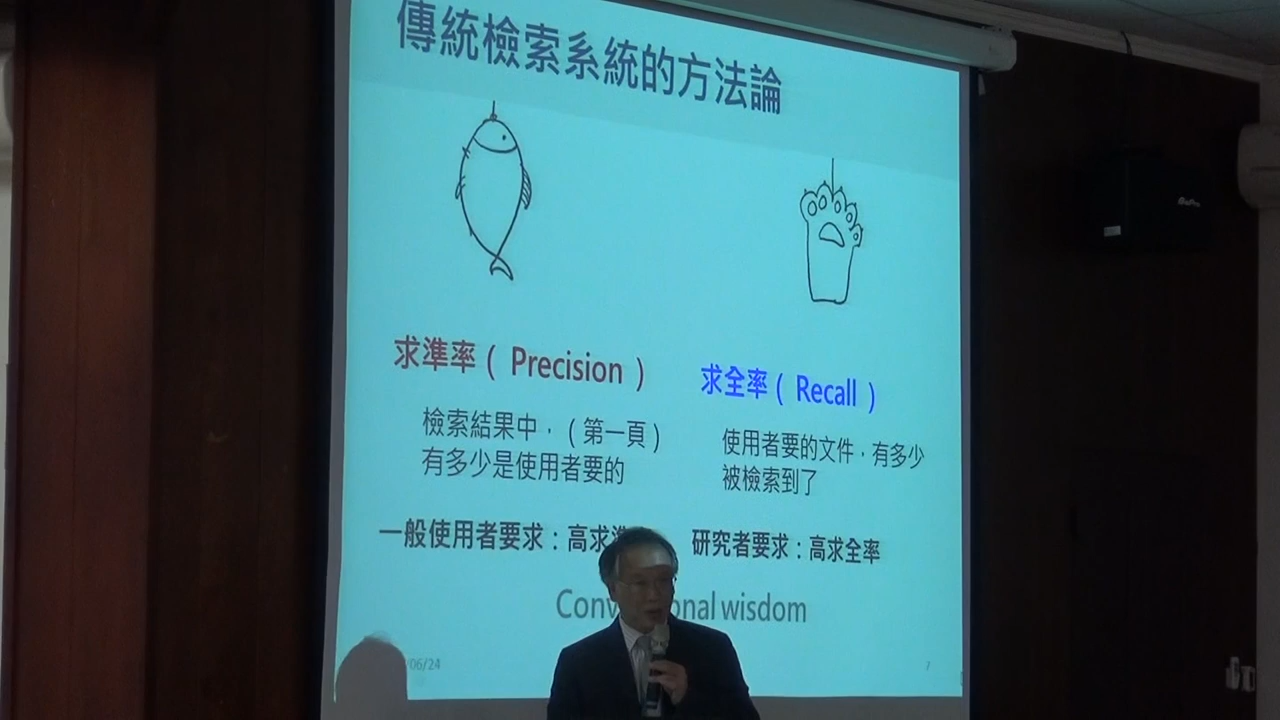 傳統檢索系統的方法論
求準率（ Precision ）
求全率（ Recall ）
檢索結果中，（第一頁）
有多少是使用者要的
使用者要的文件，有多少
被檢索到了
一般使用者要求：高求準
研究者要求：高求全率
Conv onal wisdom
/06/24
7